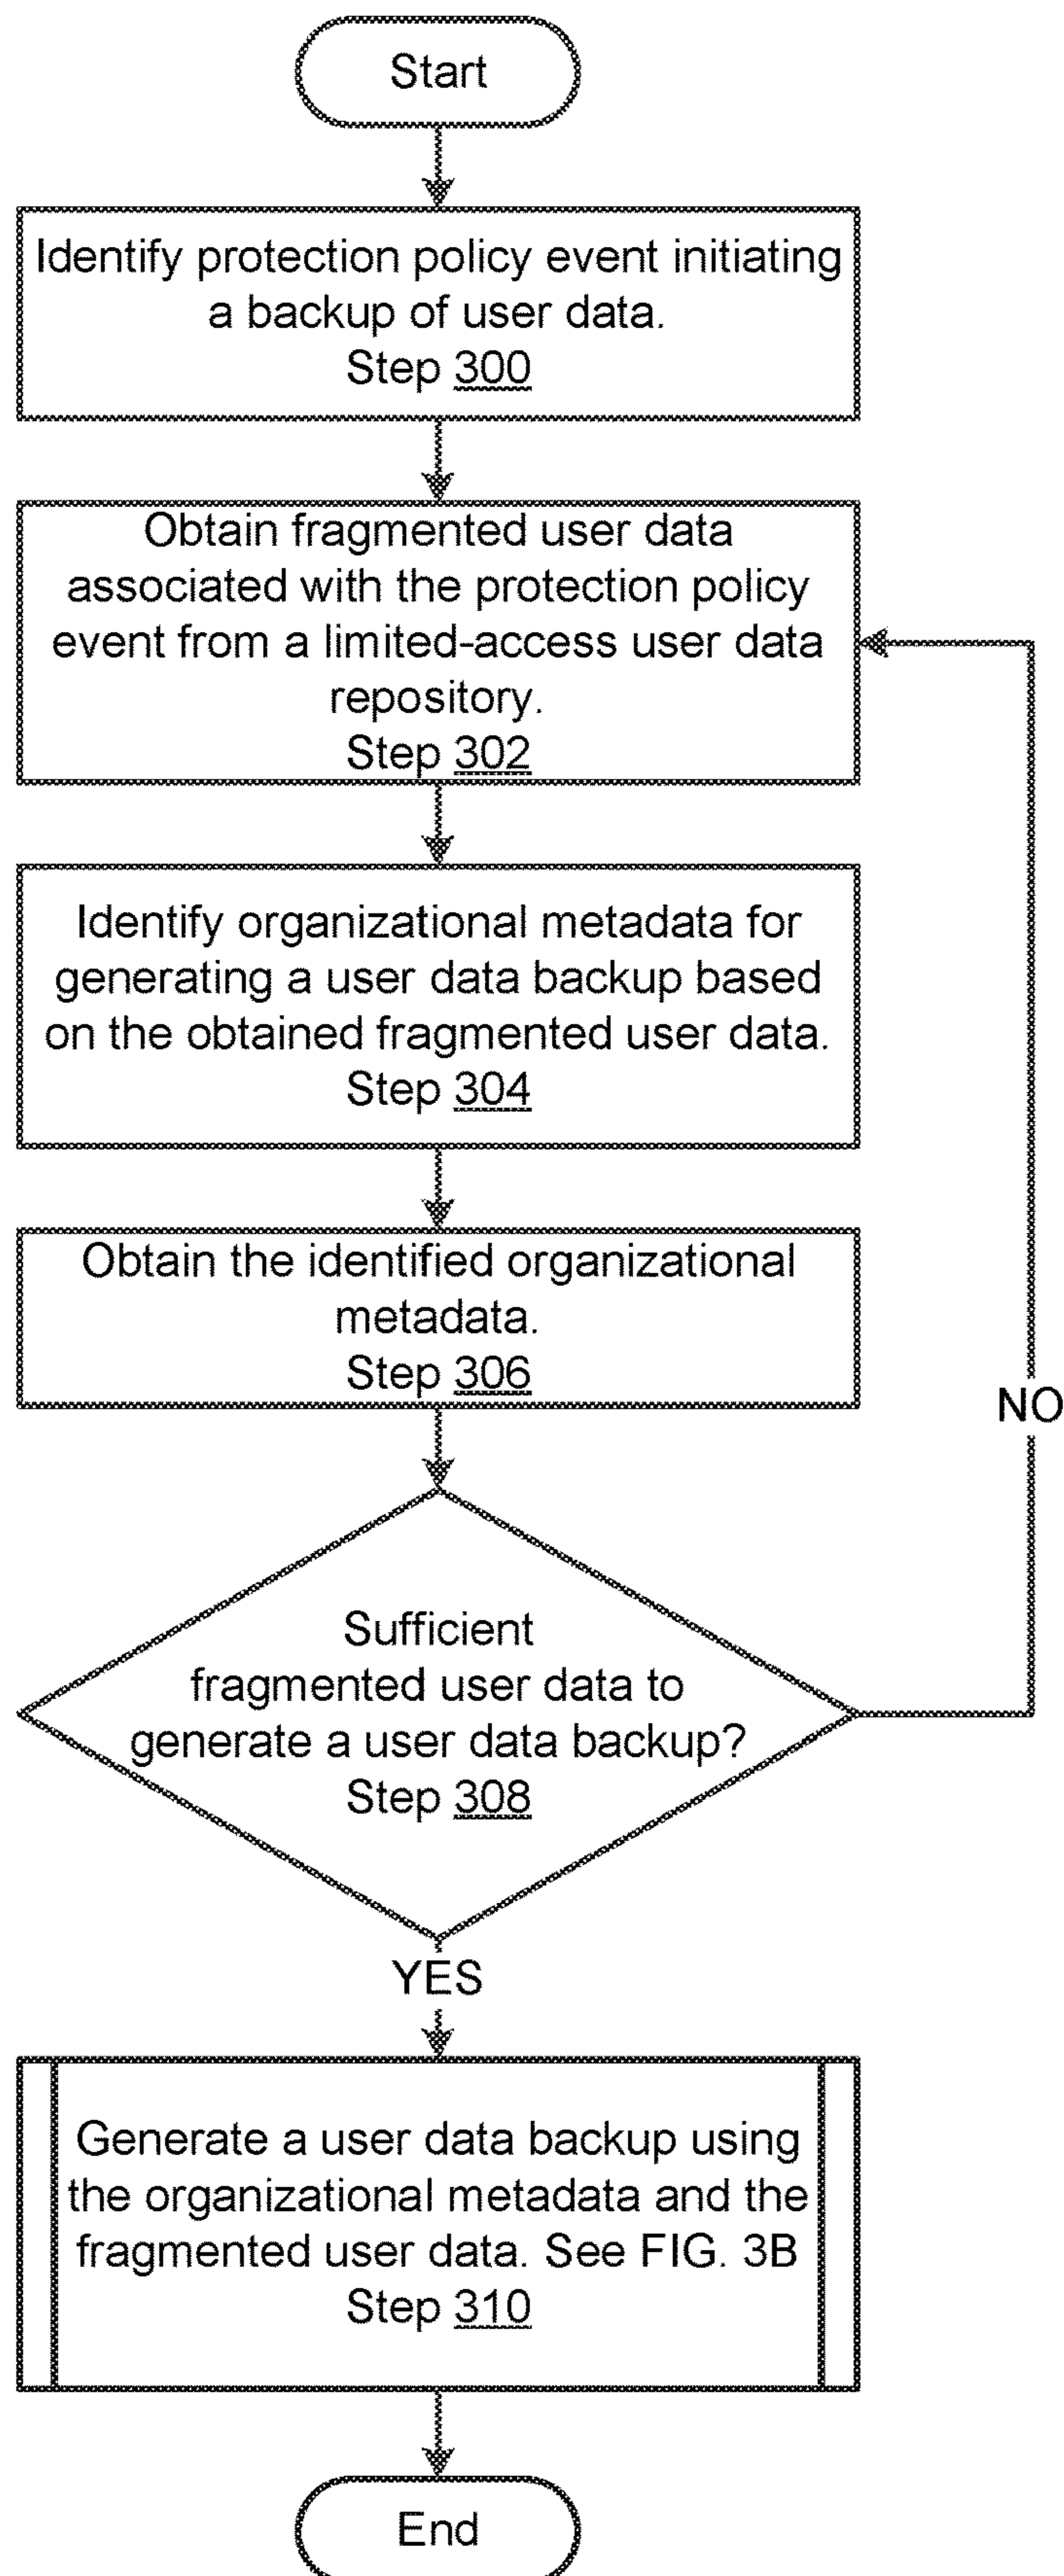 Start
Identify protection policy event initiating
a backup of user data.
Step 300
Obtain fragmented user data
associated with the protection policy
event from a limited-access user data
repository.
Step 302
Identify organizational metadata for
generating a user data backup based
on the obtained fragmented user data.
Step 304
Obtain the identified organizational
metadata.
Step 306
NO
Sufficient
fragmented user data to
generate a user data backup?
Step 308
YES
Generate a user data backup using
the organizational metadata and the
fragmented user data. See FIG. 3B
Step 310
End